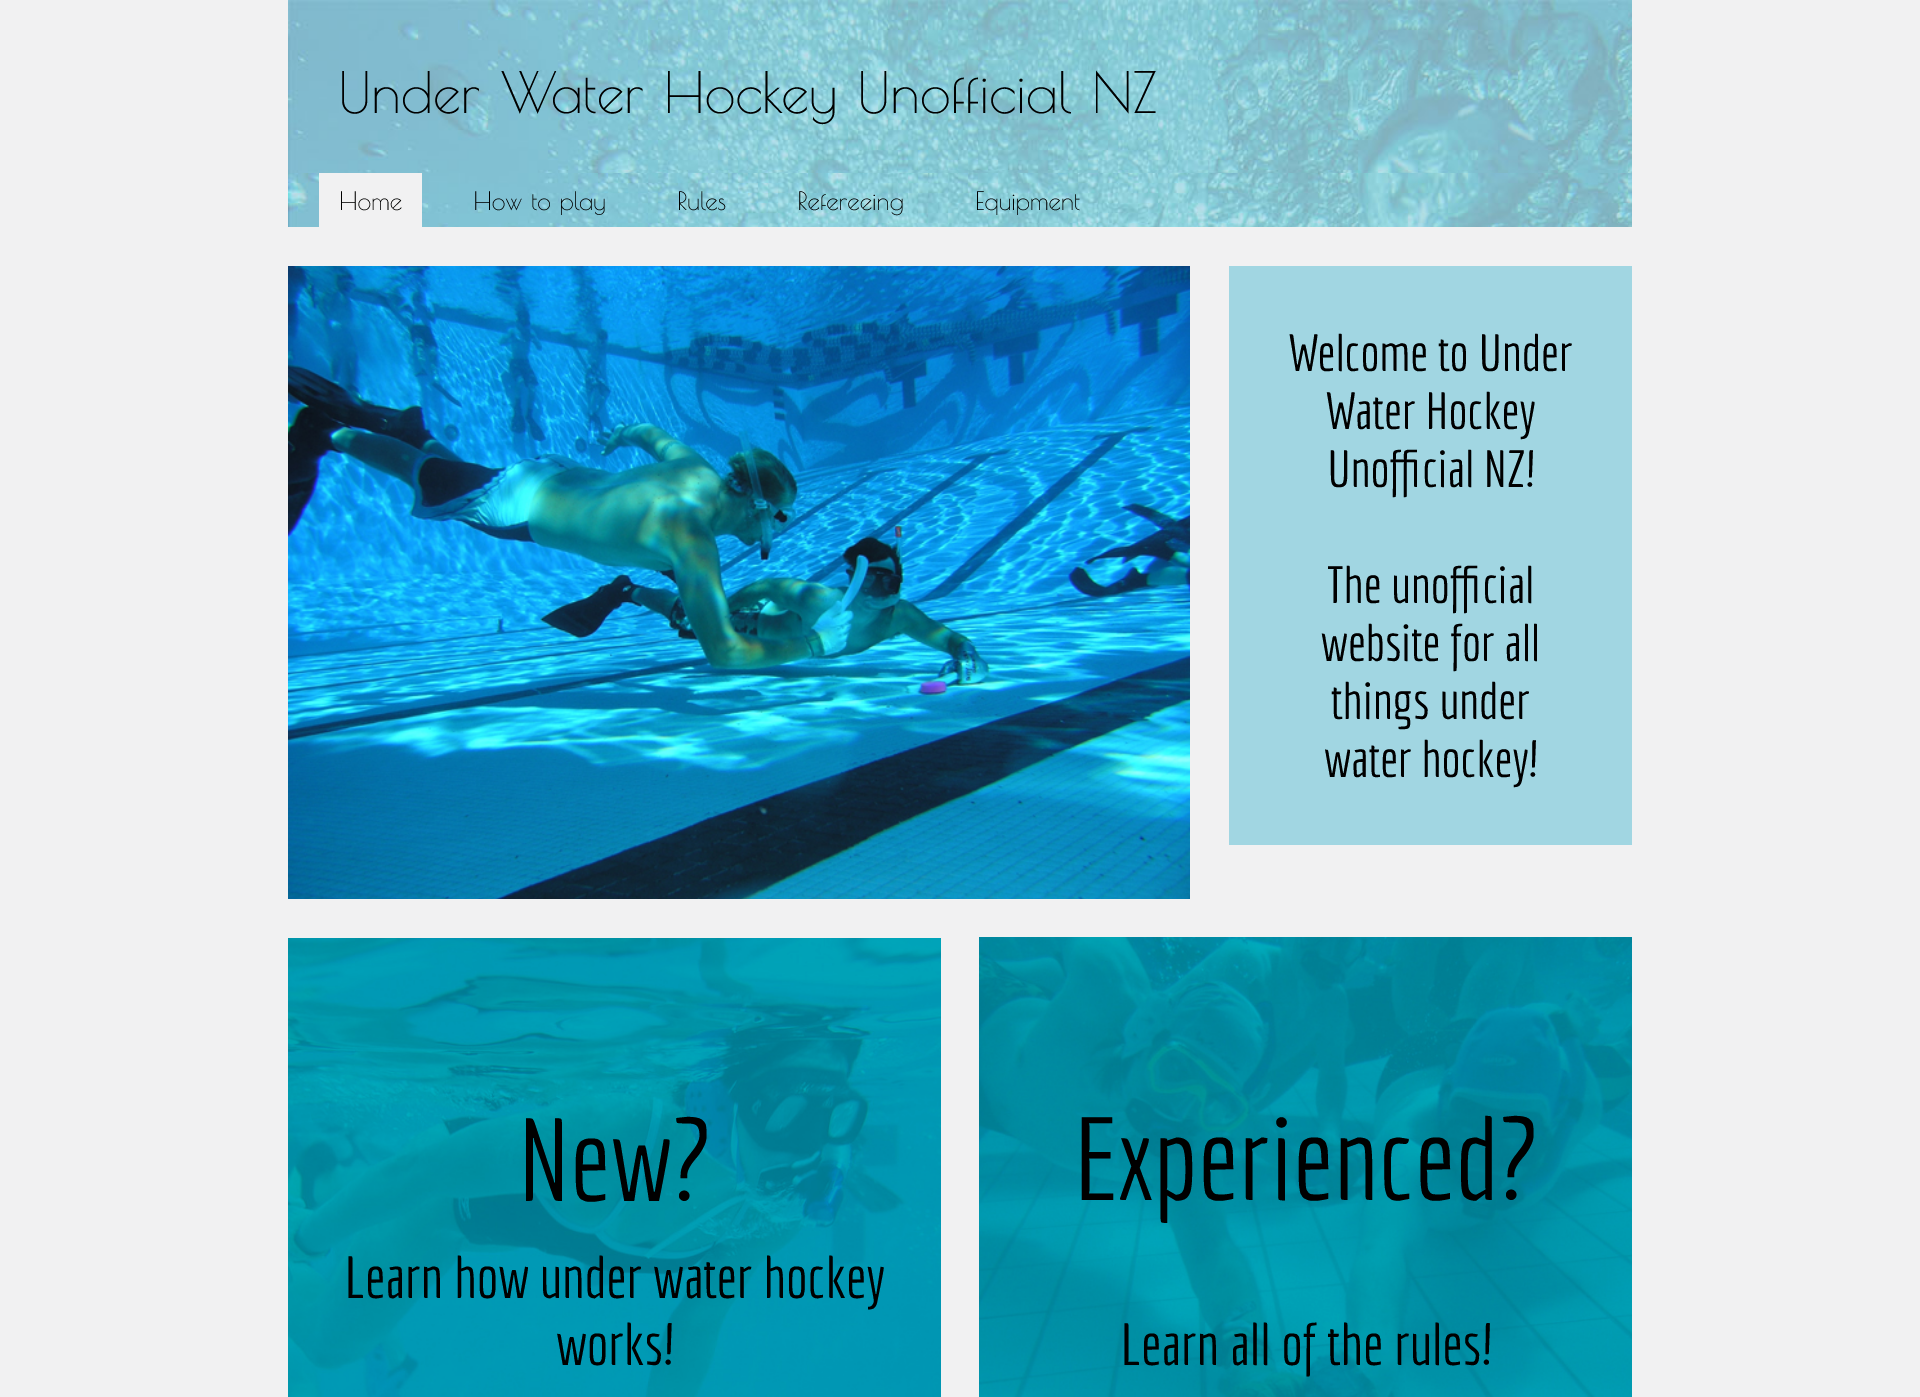 Under Water Hockey Unofficial NZ
Home How to play Rules Refereeing Equipment
Welcome to Under
Water Hockey
Unofficial NZ!
The unofficial
website for all
things under
water hockey!
New?
Learn how under water hockey
works!
Experienced?
Learn all of the rules!